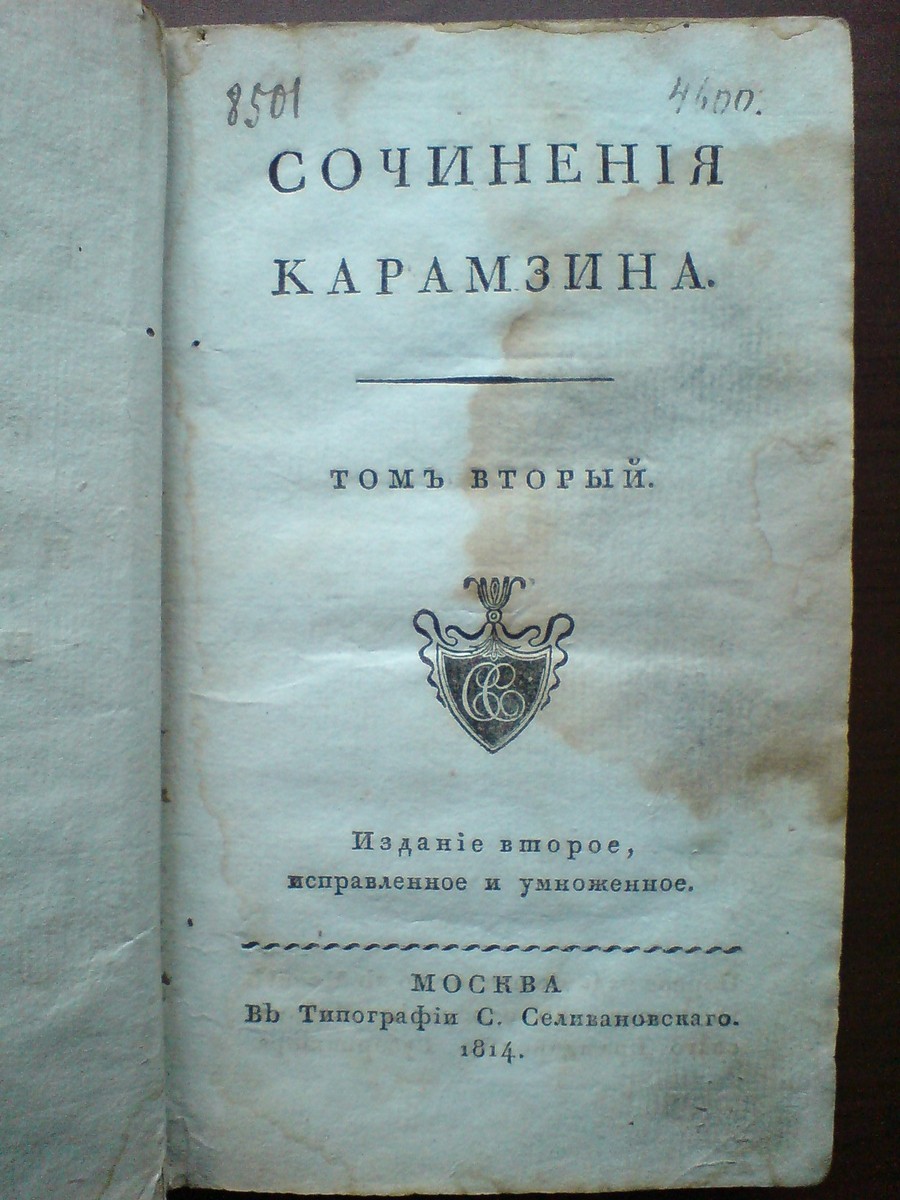 8501 4600.
СОЧИНЕНІЯ
КАРАМЗИНА.
ТОМЪ ВТОРЫЙ.
Изданіе второе,
исправленное и умноженное.
МОСКВА
Въ Типографіи С. Селивановскаго.
1814.